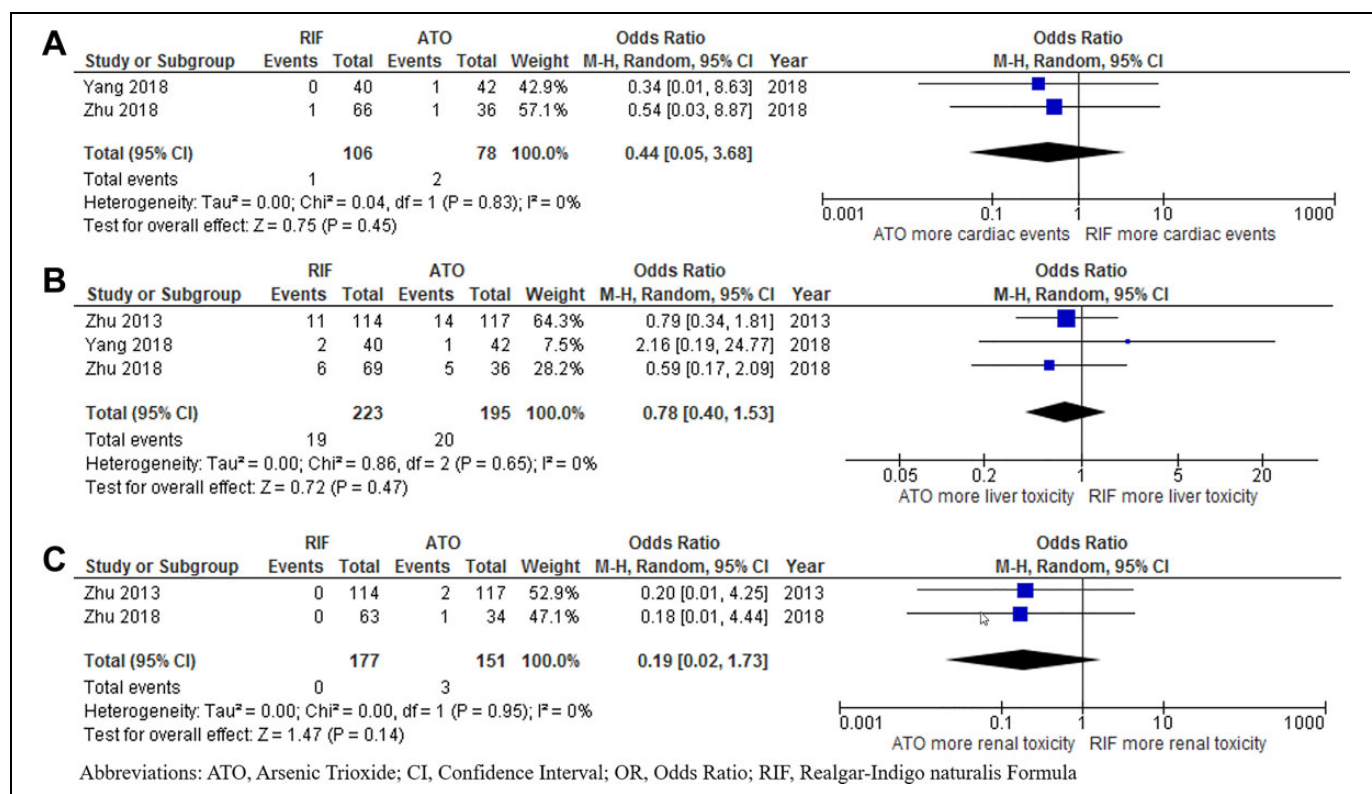 A
RIF ATO Odds Ratio Odds Ratio
Study or Subgroup Events Total Events Total Weight M-H, Random, 95% CI Year M-H, Random, 95% CI
Yang 2018 0 40 1 42 42.9% 0.34 [0.01, 8.63] 2018
Zhu 2018 1 66 1 36 57.1% 0.54 [0.03, 8.87] 2018
Total (95% CI) 106 78 100.0% 0.44 [0.05, 3.68]
Total events 1 2
Heterogeneity: Tau² = 0.00; Chi² = 0.04, df = 1 (P = 0.83); I² = 0%
Test for overall effect: Z = 0.75 (P = 0.45)
0.001 0.1 1 10 1000
ATO more cardiac events RIF more cardiac events
B
RIF ATO Odds Ratio Odds Ratio
Study or Subgroup Events Total Events Total Weight M-H, Random, 95% CI Year M-H, Random, 95% CI
Zhu 2013 11 114 14 117 64.3% 0.79 [0.34, 1.81] 2013
Yang 2018 2 40 1 42 7.5% 2.16 [0.19, 24.77] 2018
Zhu 2018 6 69 5 36 28.2% 0.59 [0.17, 2.09] 2018
Total (95% CI) 223 195 100.0% 0.78 [0.40, 1.53]
Total events 19 20
Heterogeneity: Tau² = 0.00; Chi² = 0.86, df = 2 (P = 0.65); I² = 0%
Test for overall effect: Z = 0.72 (P = 0.47)
0.05 0.2 1 5 20
ATO more liver toxicity RIF more liver toxicity
C
RIF ATO Odds Ratio Odds Ratio
Study or Subgroup Events Total Events Total Weight M-H, Random, 95% CI Year M-H, Random, 95% CI
Zhu 2013 0 114 2 117 52.9% 0.20 [0.01, 4.25] 2013
Zhu 2018 0 63 1 34 47.1% 0.18 [0.01, 4.44] 2018
Total (95% CI) 177 151 100.0% 0.19 [0.02, 1.73]
Total events 0 3
Heterogeneity: Tau² = 0.00; Chi² = 0.00, df = 1 (P = 0.95); I² = 0%
Test for overall effect: Z = 1.47 (P = 0.14)
0.001 0.1 1 10 1000
ATO more renal toxicity RIF more renal toxicity
Abbreviations: ATO, Arsenic Trioxide; CI, Confidence Interval; OR, Odds Ratio; RIF, Realgar-Indigo naturalis Formula